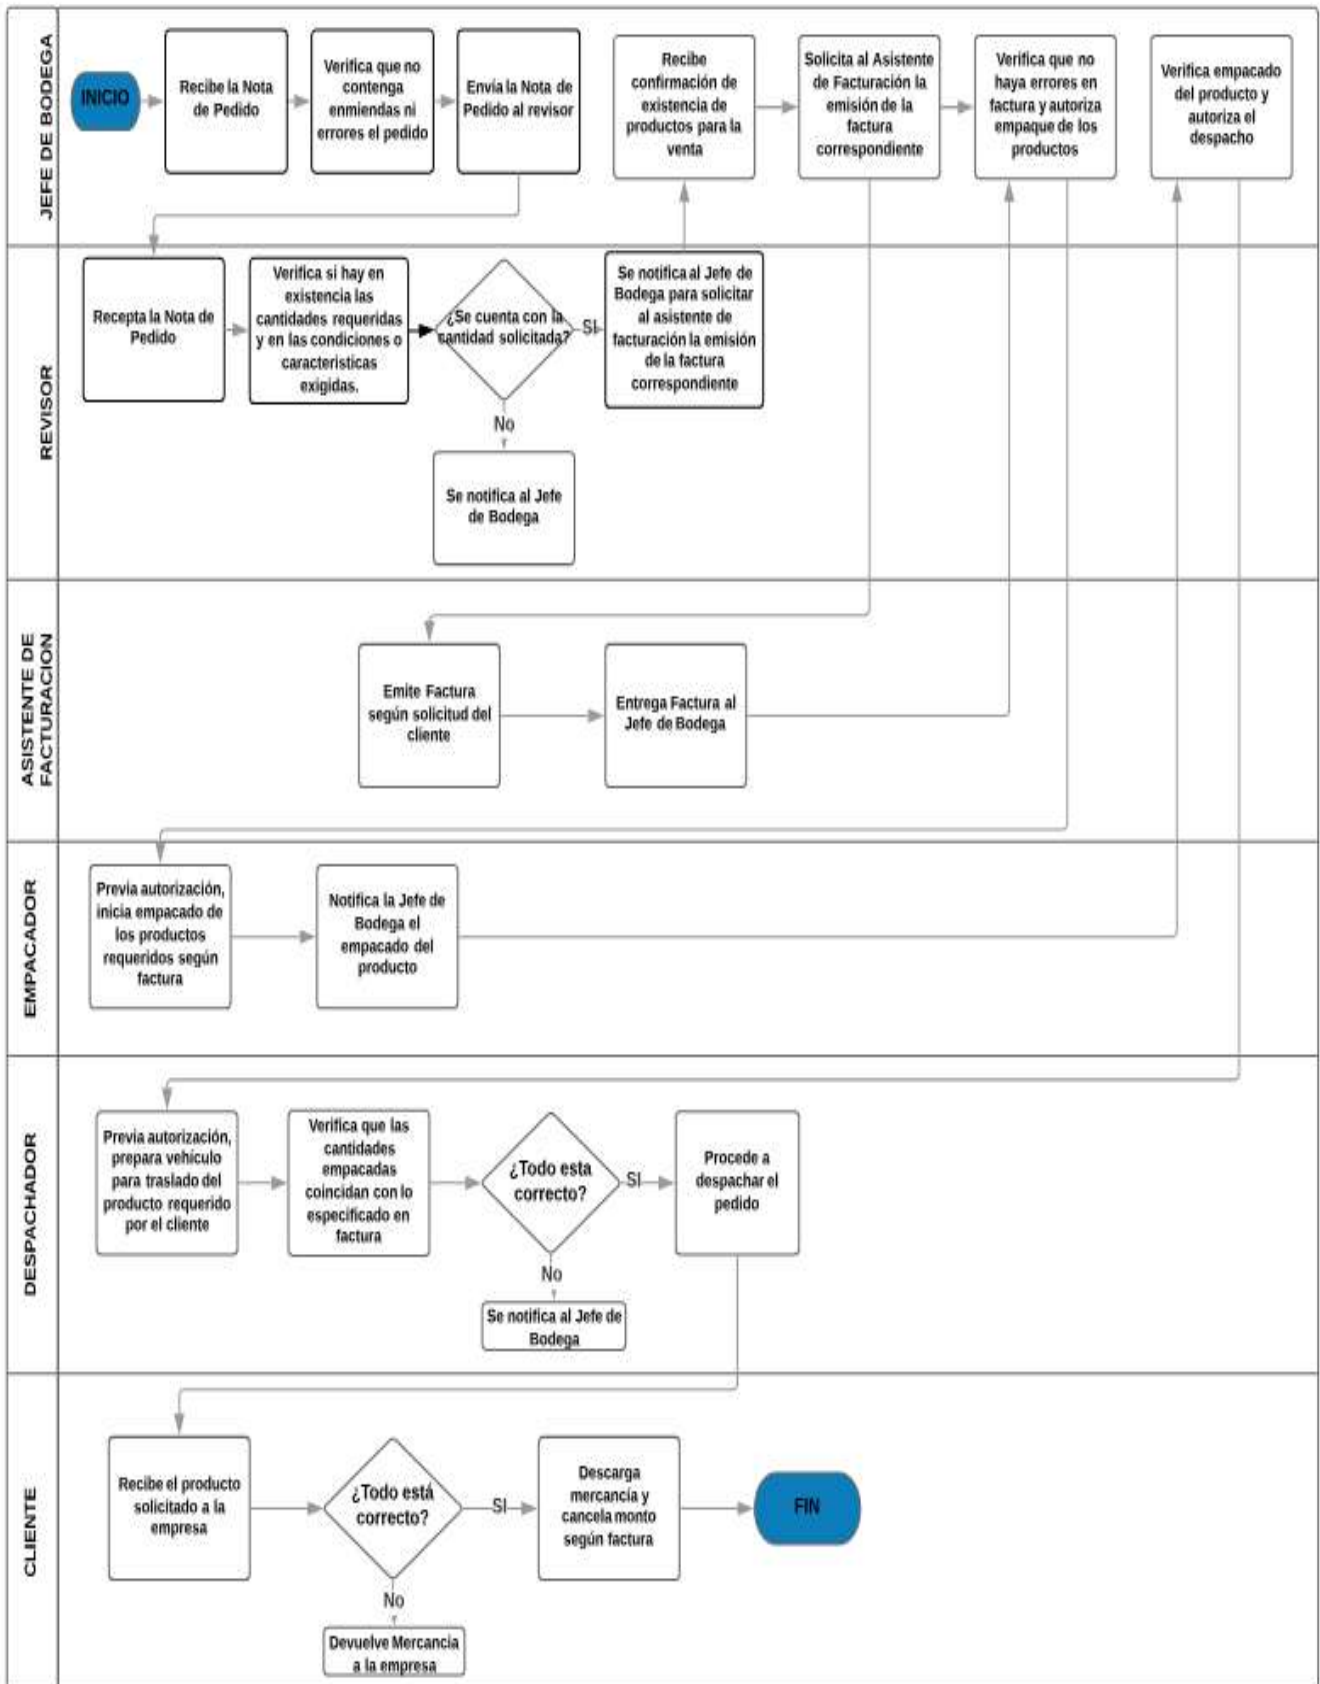 JEFE DE BODEGA
INICIO
Recibe la Nota
de Pedido
Verifica que no
contenga
enmiendas ni
errores el pedido
Envía la Nota de
Pedido al revisor
Recibe
confirmación de
existencia de
productos para la
venta
Solicita al Asistente
de Facturación la
emisión de la
factura
correspondiente
Verifica que no
haya errores en
factura y autoriza
empaque de los
productos
Verifica empacado
del producto y
autoriza el
despacho
REVISOR
Recepta la Nota de
Pedido
Verifica si hay en
existencia las
cantidades requeridas
y en las condiciones o
características
exigidas.
¿Se cuenta con la
cantidad solicitada?
SI
No
Se notifica al Jefe de
Bodega para solicitar
al asistente de
facturación la emisión
de la factura
correspondiente
Se notifica al Jefe
de Bodega
ASISTENTE DE
FACTURACION
Emite Factura
según solicitud del
cliente
Entrega Factura al
Jefe de Bodega
EMPACADOR
Previa autorización,
inicia empacado de
los productos
requeridos según
factura
Notifica la Jefe de
Bodega el
empacado del
producto
DESPACHADOR
Previa autorización,
prepara vehículo
para traslado del
producto requerido
por el cliente
Verifica que las
cantidades
empacadas
coincidan con lo
especificado en
factura
¿Todo esta
correcto?
SI
No
Procede a
despachar el
pedido
Se notifica al Jefe de
Bodega
CLIENTE
Recibe el producto
solicitado a la
empresa
¿Todo está
correcto?
SI
No
Descarga
mercancía y
cancela monto
según factura
FIN
Devuelve Mercancia
a la empresa